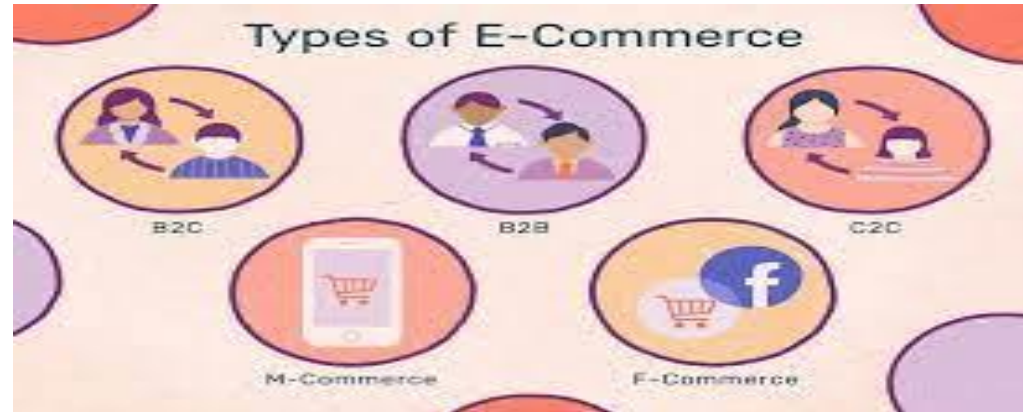 Types of E-Commerce
B2C
B2B
C2C
M-Commerce
F-Commerce